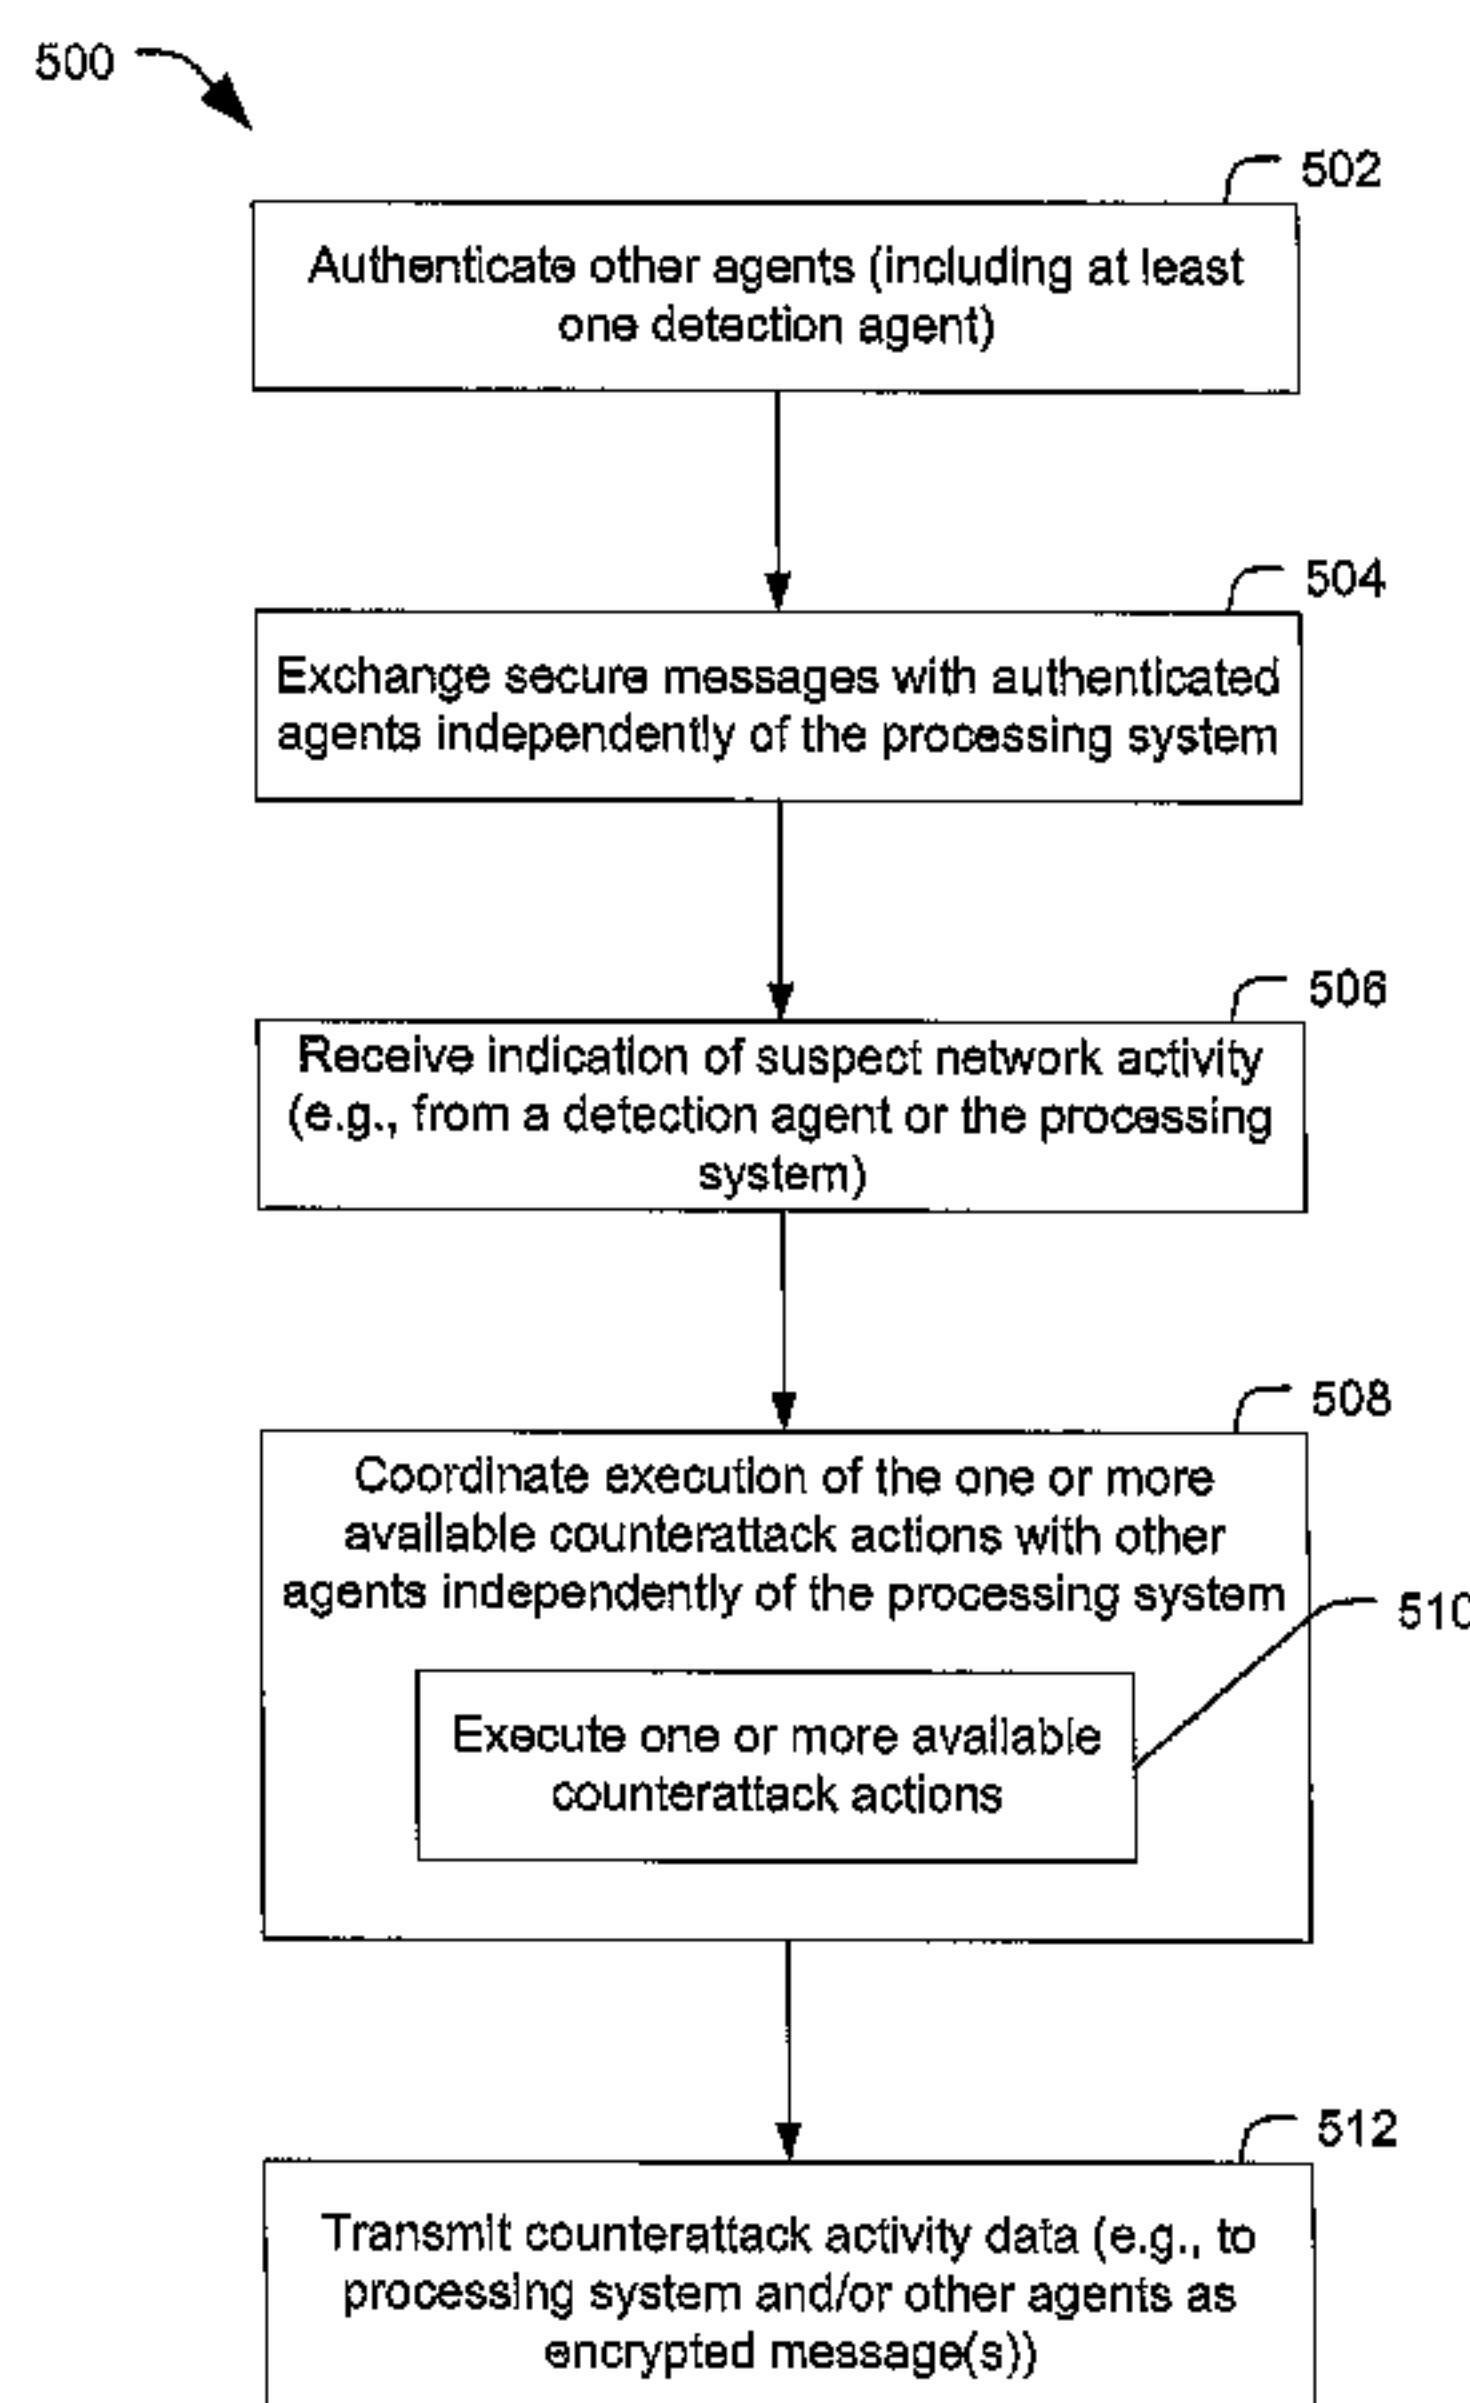 500
502
Authenticate other agents (including at least
one detection agent)
504
Exchange secure messages with authenticated
agents independently of the processing system
506
Receive indication of suspect network activity
(e.g., from a detection agent or the processing
system)
508
Coordinate execution of the one or more
available counterattack actions with other
agents independently of the processing system
510
Execute one or more available
counterattack actions
512
Transmit counterattack activity data (e.g., to
processing system and/or other agents as
encrypted message(s))